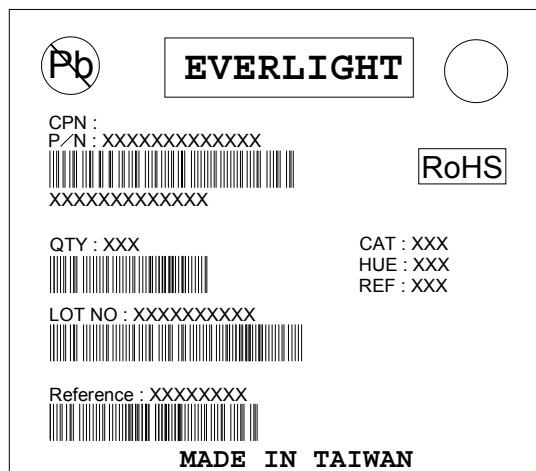 Pb
EVERLIGHT
CPN :
P/N : XXXXXXXXXXXXX
RoHS
XXXXXXXXXXXXX
QTY : XXX
CAT : XXX
HUE : XXX
REF : XXX
LOT NO : XXXXXXXXXX
Reference : XXXXXXXX
MADE IN TAIWAN